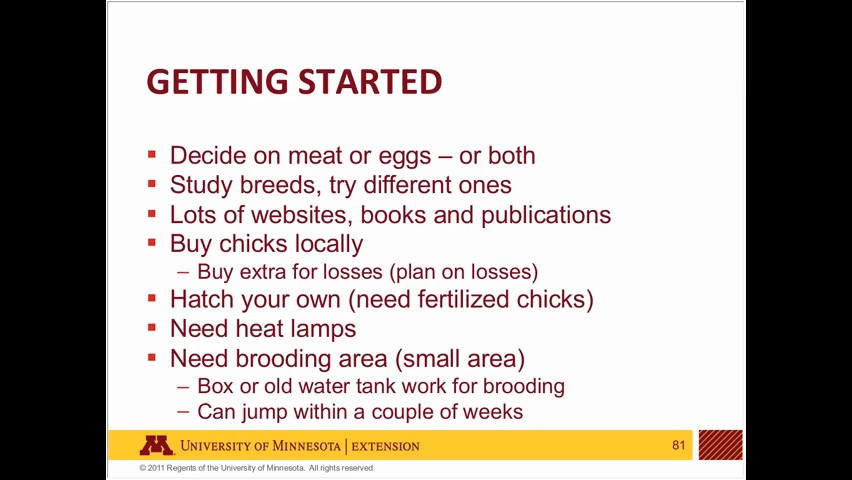 GETTING STARTED
▪ Decide on meat or eggs – or both
▪ Study breeds, try different ones
▪ Lots of websites, books and publications
▪ Buy chicks locally
– Buy extra for losses (plan on losses)
▪ Hatch your own (need fertilized chicks)
▪ Need heat lamps
▪ Need brooding area (small area)
– Box or old water tank work for brooding
– Can jump within a couple of weeks
M UNIVERSITY OF MINNESOTA | EXTENSION 81
© 2011 Regents of the University of Minnesota. All rights reserved.